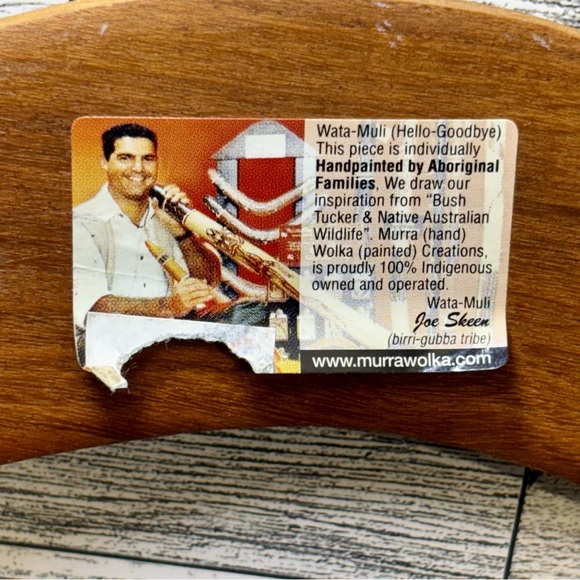 Wata-Muli (Hello-Goodbye)
This piece is individually
Handpainted by Aboriginal
Families. We draw our
inspiration from "Bush
Tucker & Native Australian
Wildlife". Murra (hand)
Wolka (painted) Creations,
is proudly 100% Indigenous
owned and operated.
Wata-Muli
Joe Skeen
(birri-gubba tribe)
www.murrawolka.com